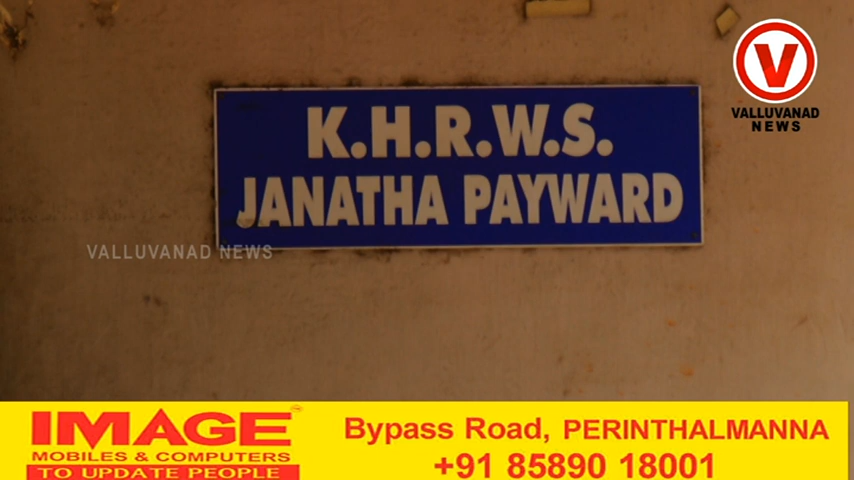 V
VALLUVANAD
NEWS
K.H.R.W.S.
JANATHA PAYWARD
VALLUVANAD NEWS
IMAGE
MOBILES & COMPUTERS
TO UPDATE PEOPLE
Bypass Road, PERINTHALMANNA
+91 85890 18001